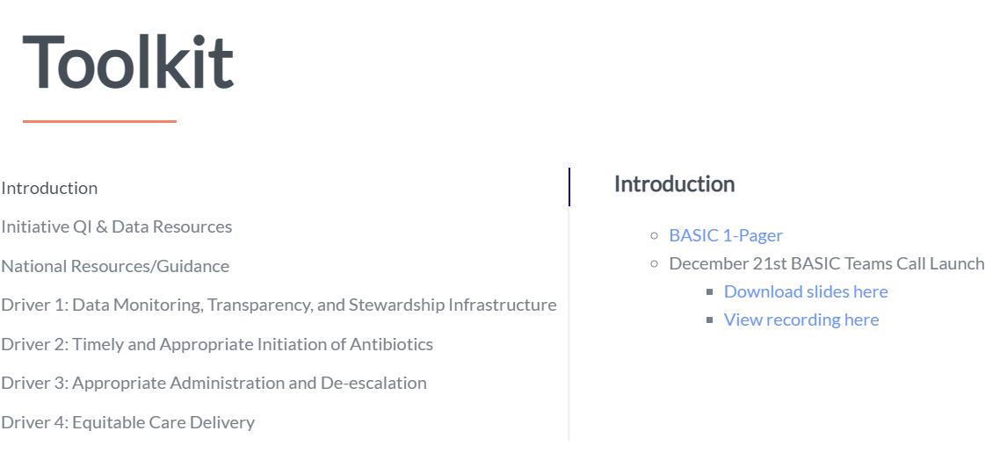 Toolkit
Introduction
Initiative QI & Data Resources
National Resources/Guidance
Driver 1: Data Monitoring, Transparency, and Stewardship Infrastructure
Driver 2: Timely and Appropriate Initiation of Antibiotics
Driver 3: Appropriate Administration and De-escalation
Driver 4: Equitable Care Delivery
Introduction
BASIC 1-Pager
December 21st BASIC Teams Call Launch
Download slides here
View recording here